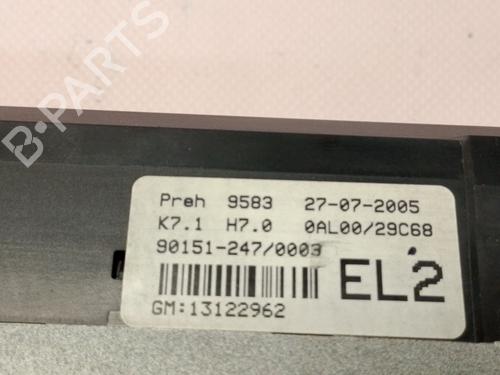 B-PARTS
Preh 9583 27-07-2005
K7.1 H7.0 0AL00/29C68
90151-247/0003
EL2
GM:13122962